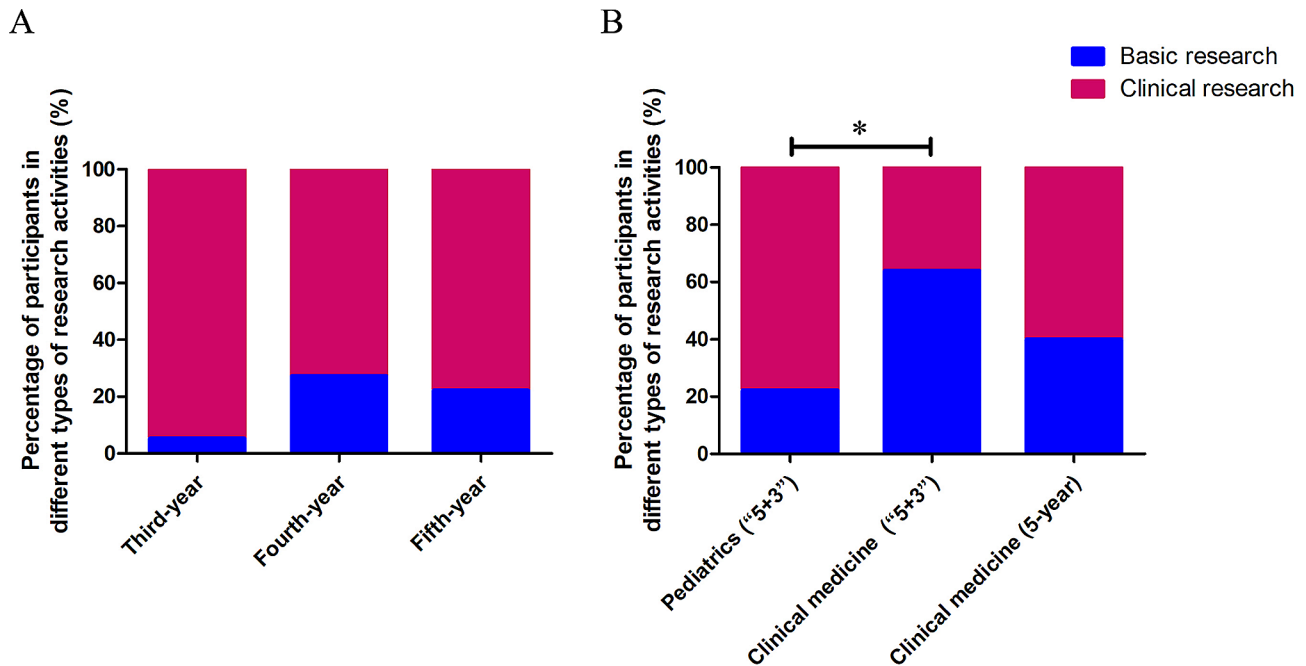 A
Percentage of participants in
different types of research activities (%)
100
80
60
40
20
0
Third-year
Fourth-year
Fifth-year
B
Basic research
Clinical research
Percentage of participants in
different types of research activities (%)
*
100
80
60
40
20
0
Pediatrics (“5+3”)
Clinical medicine (“5+3”)
Clinical medicine (5-year)